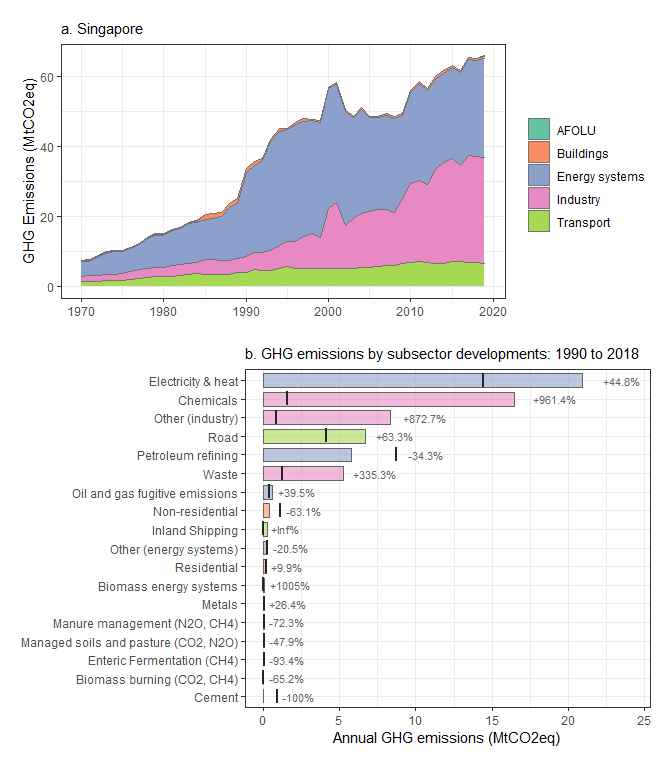 a. Singapore
GHG Emissions (MtCO2eq)
60
40
20
0
1970
1980
1990
2000
2010
2020
AFOLU
Buildings
Energy systems
Industry
Transport
b. GHG emissions by subsector developments: 1990 to 2018
Electricity & heat +44.8%
Chemicals +961.4%
Other (industry) +872.7%
Road +63.3%
Petroleum refining -34.3%
Waste +335.3%
Oil and gas fugitive emissions +39.5%
Non-residential -63.1%
Inland Shipping +Inf%
Other (energy systems) -20.5%
Residential +9.9%
Biomass energy systems +1005%
Metals +26.4%
Manure management (N2O, CH4) -72.3%
Managed soils and pasture (CO2, N2O) -47.9%
Enteric Fermentation (CH4) -93.4%
Biomass burning (CO2, CH4) -65.2%
Cement -100%
0
5
10
15
20
25
Annual GHG emissions (MtCO2eq)